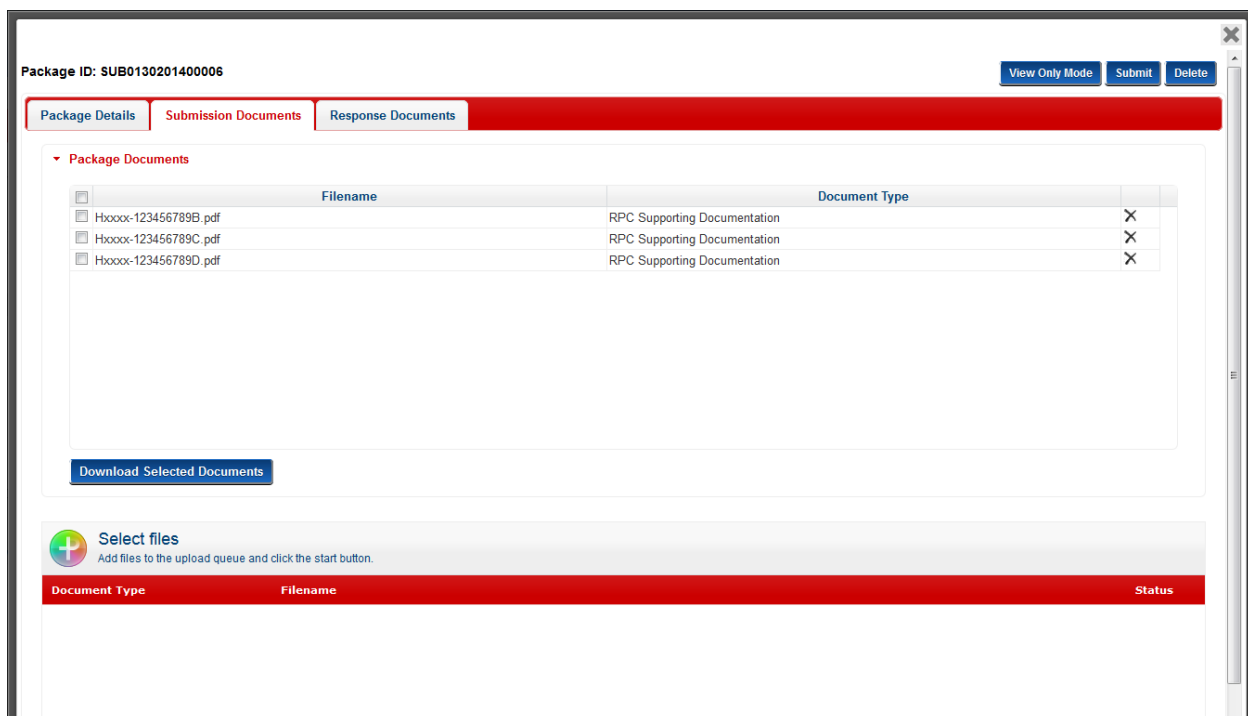 Package ID: SUB0130201400006
View Only Mode Submit Delete
Package Details Submission Documents Response Documents
Package Documents
Filename Document Type
Hxxxx-123456789B.pdf RPC Supporting Documentation
Hxxxx-123456789C.pdf RPC Supporting Documentation
Hxxxx-123456789D.pdf RPC Supporting Documentation
Download Selected Documents
Select files
Add files to the upload queue and click the start button.
Document Type Filename Status